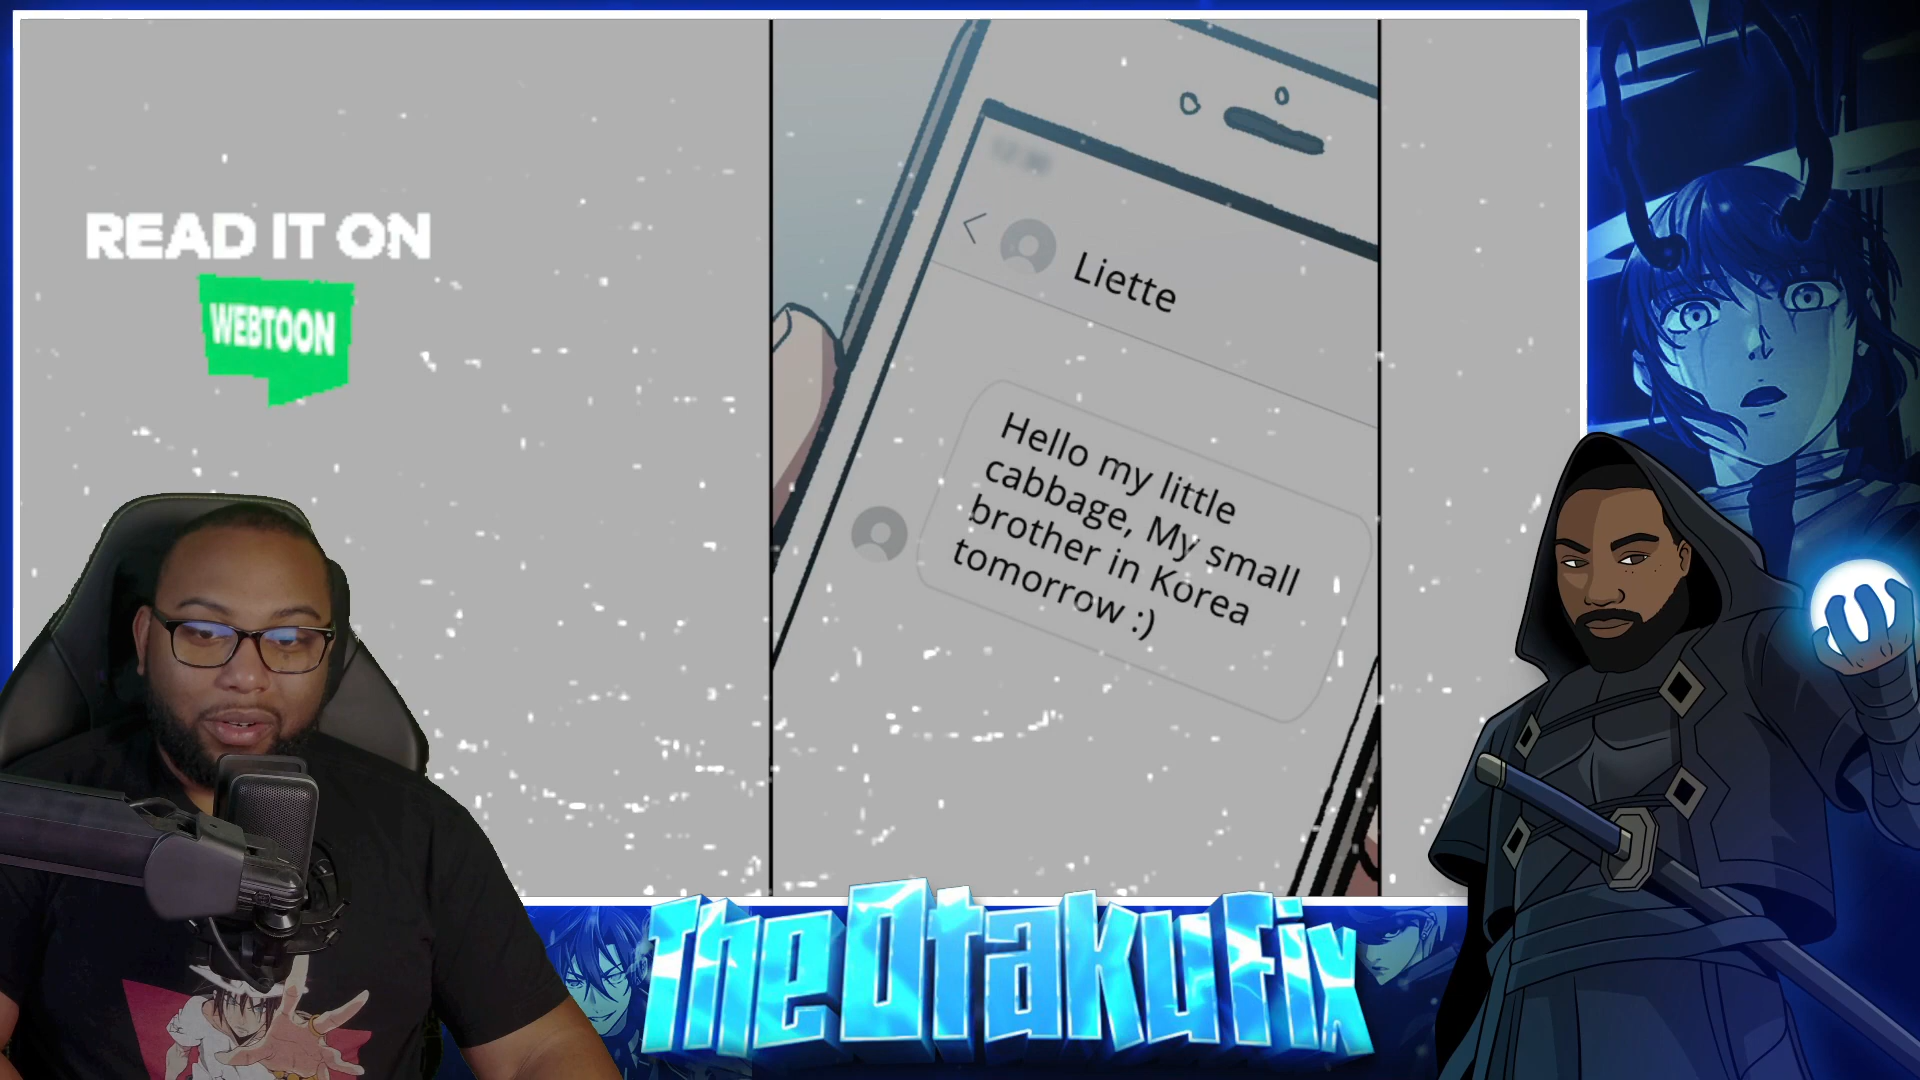 READ IT ON
WEBTOON
Liette
Hello my little
cabbage, My small
brother in Korea
tomorrow :)
TheOtakuFix